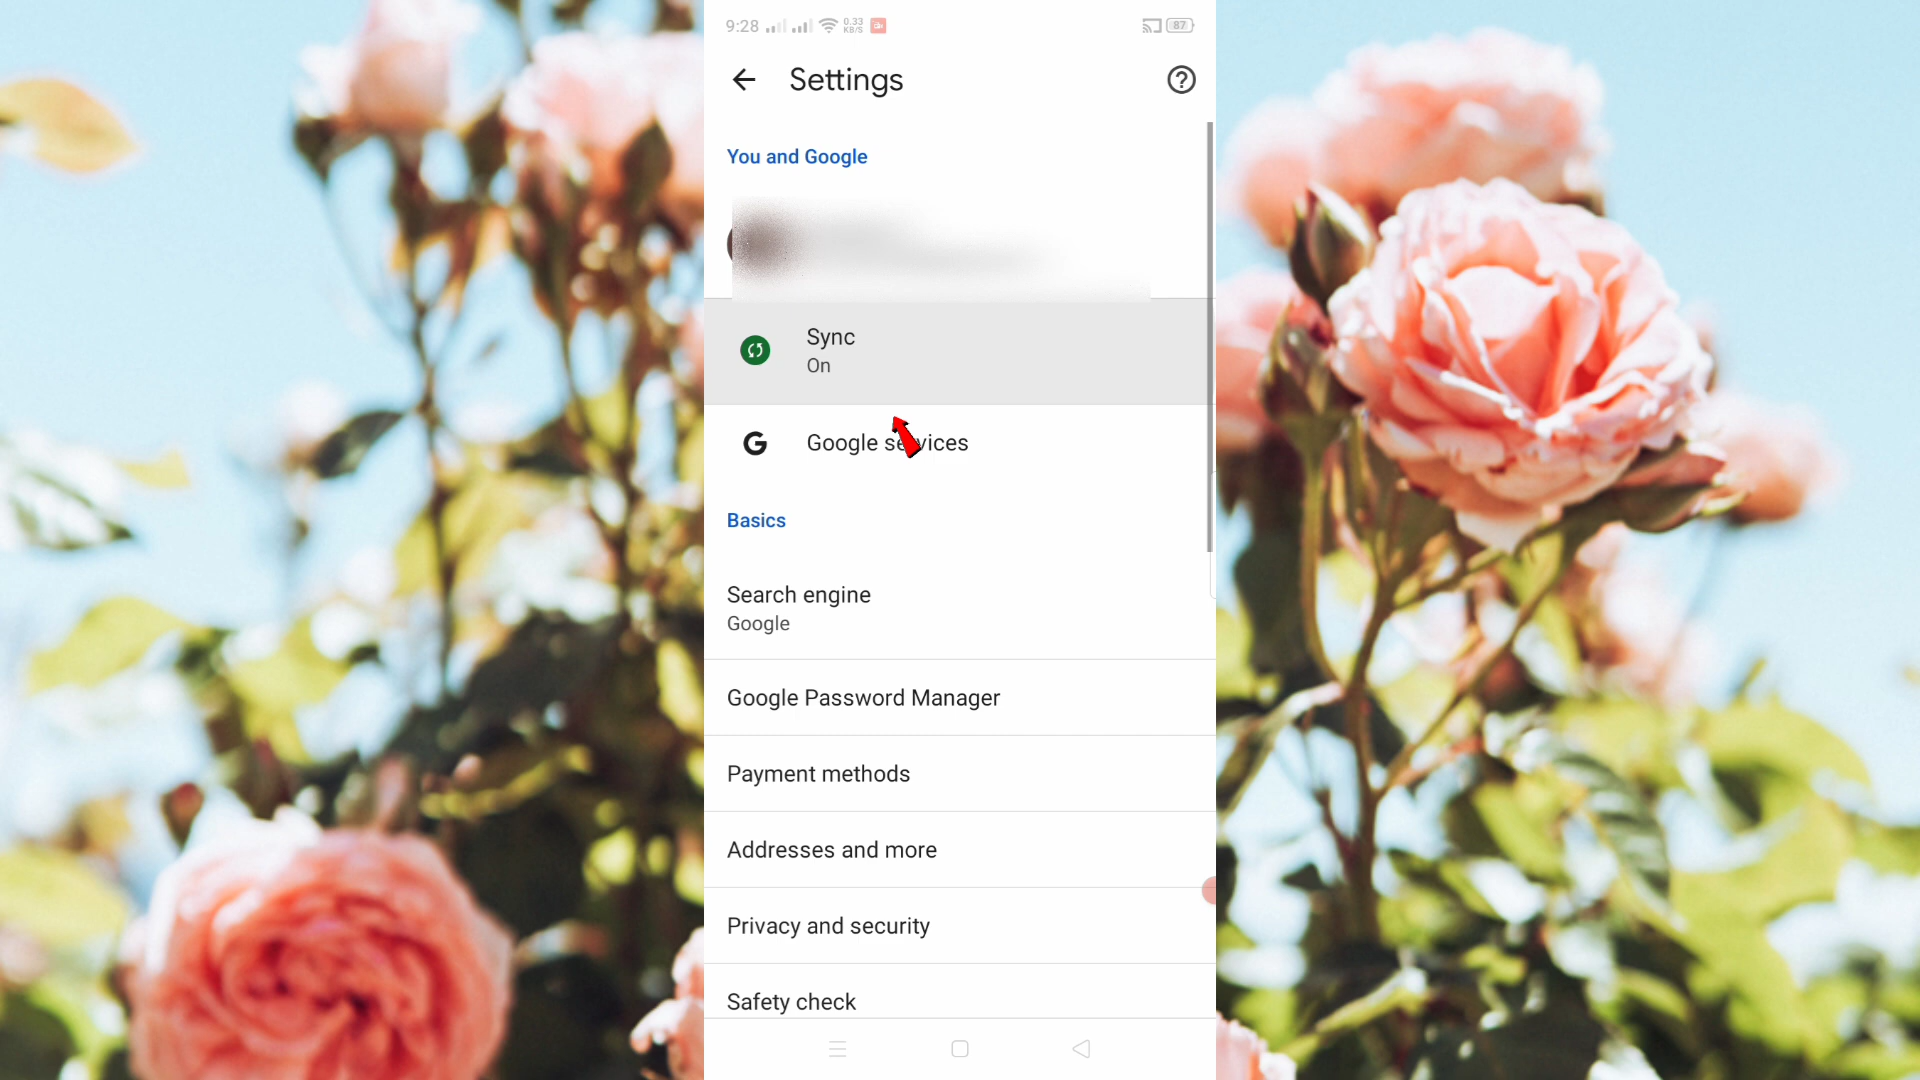 9:28 0.33 KB/S 87
Settings
You and Google
Sync
On
Google services
Basics
Search engine
Google
Google Password Manager
Payment methods
Addresses and more
Privacy and security
Safety check